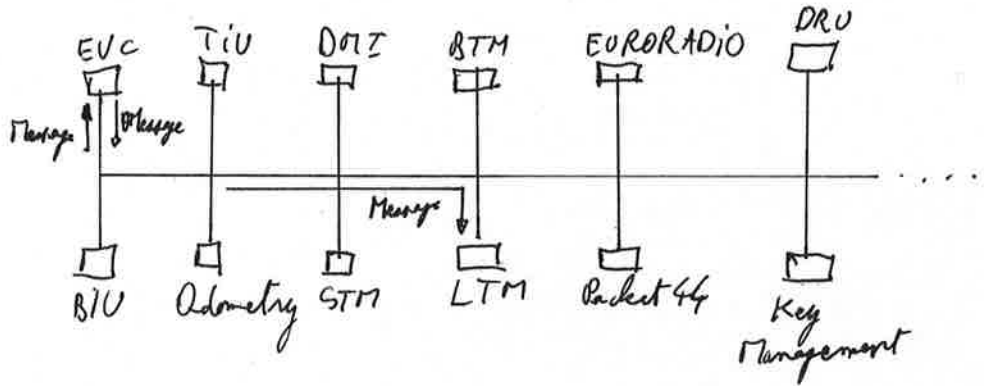 EVC TiU DMI BTM EURORADIO DRU
Message Message
Message
BIU Odometry STM LTM Packet 44 Key
Management